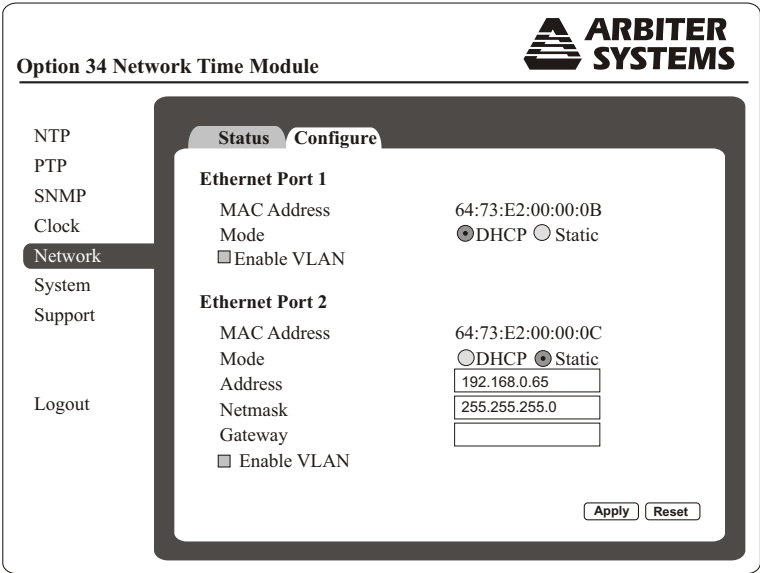 ARBITER
SYSTEMS
Option 34 Network Time Module
NTP
PTP
SNMP
Clock
Network
System
Support
Logout
Status Configure
Ethernet Port 1
MAC Address 64:73:E2:00:00:0B
Mode DHCP Static
Enable VLAN
Ethernet Port 2
MAC Address 64:73:E2:00:00:0C
Mode DHCP Static
Address 192.168.0.65
Netmask 255.255.255.0
Gateway
Enable VLAN
Apply Reset